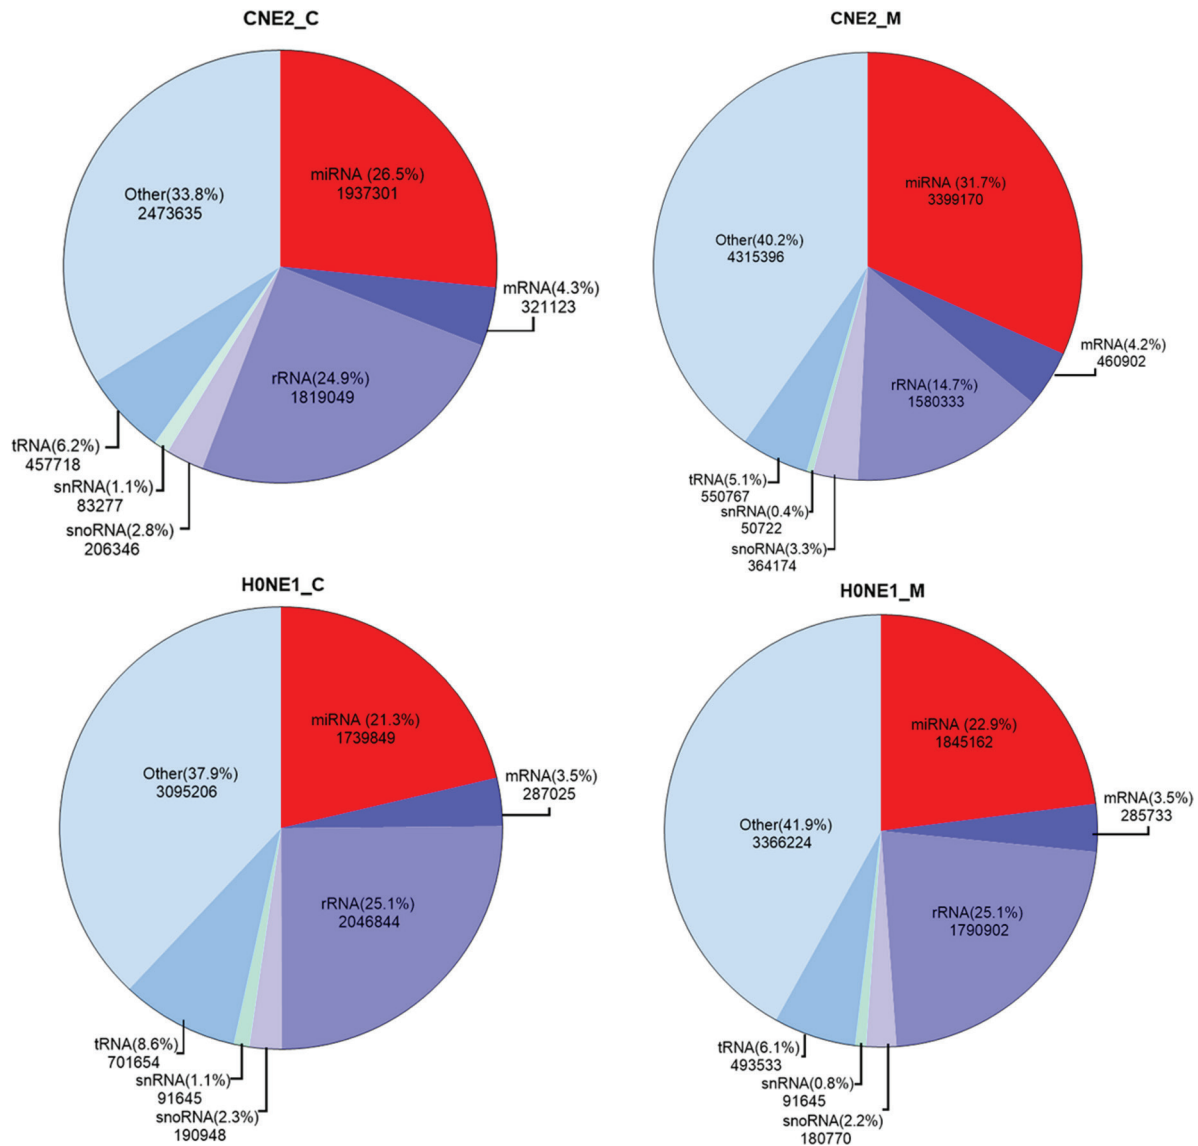 CNE2_C
miRNA (26.5%)
1937301
mRNA(4.3%)
321123
rRNA(24.9%)
1819049
snoRNA(2.8%)
206346
snRNA(1.1%)
83277
tRNA(6.2%)
457718
Other(33.8%)
2473635
CNE2_M
miRNA (31.7%)
3399170
mRNA(4.2%)
460902
rRNA(14.7%)
1580333
snoRNA(3.3%)
364174
snRNA(0.4%)
50722
tRNA(5.1%)
550767
Other(40.2%)
4315396
H0NE1_C
miRNA (21.3%)
1739849
mRNA(3.5%)
287025
rRNA(25.1%)
2046844
snoRNA(2.3%)
190948
snRNA(1.1%)
91645
tRNA(8.6%)
701654
Other(37.9%)
3095206
H0NE1_M
miRNA (22.9%)
1845162
mRNA(3.5%)
285733
rRNA(25.1%)
1790902
snoRNA(2.2%)
180770
snRNA(0.8%)
91645
tRNA(6.1%)
493533
Other(41.9%)
3366224